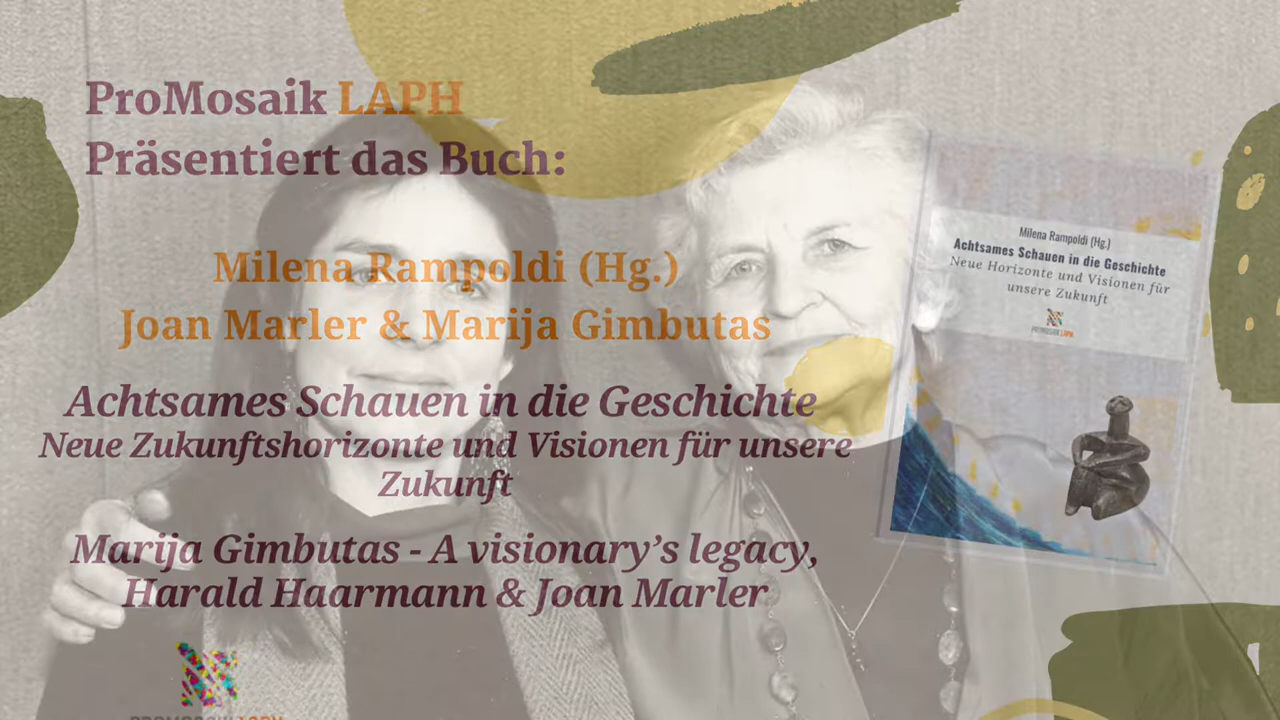 ProMosaik LAPH
Präsentiert das Buch:
Milena Rampoldi (Hg.)
Joan Marler & Marija Gimbutas
Achtsames Schauen in die Geschichte
Neue Zukunftshorizonte und Visionen für unsere
Zukunft
Marija Gimbutas - A visionary’s legacy,
Harald Haarmann & Joan Marler
PROMOSAIK LAPH
Milena Rampoldi (Hg.)
Achtsames Schauen in die Geschichte
Neue Horizonte und Visionen für
unsere Zukunft
PROMOSAIK LAPH